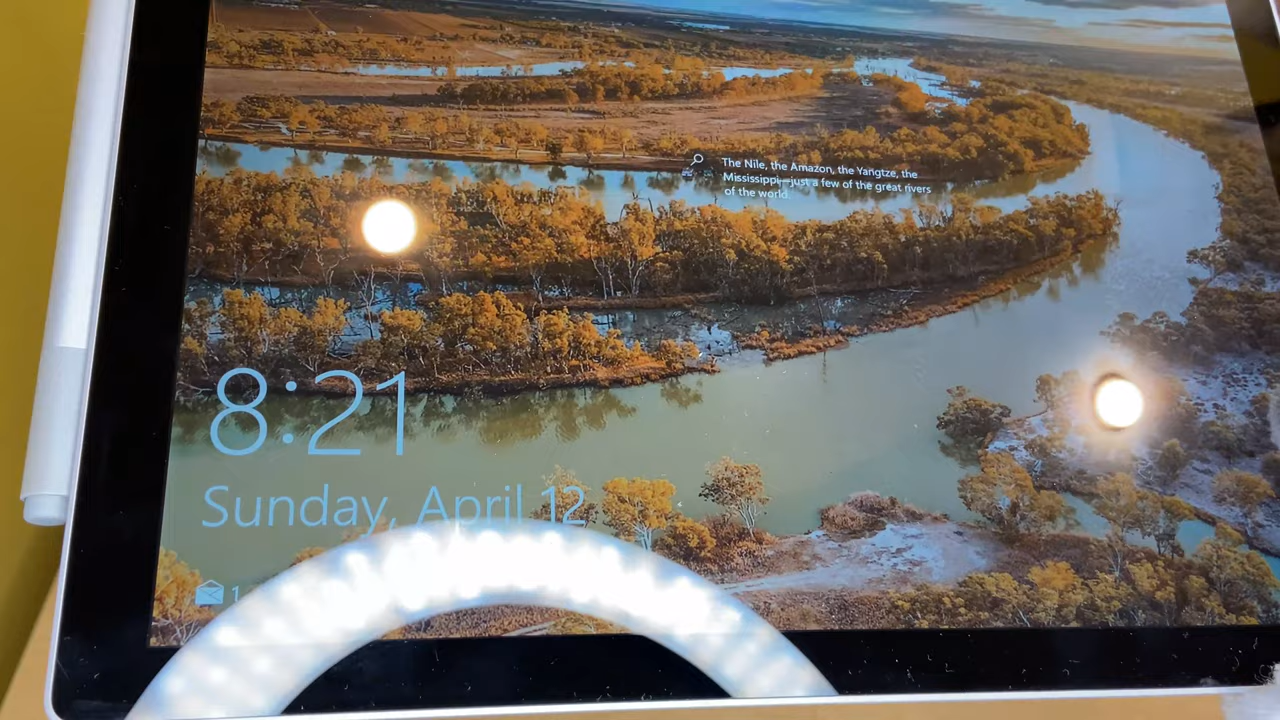 The Nile, the Amazon, the Yangtze, the
Mississippi—just a few of the great rivers
of the world.
8:21
Sunday, April 12
1